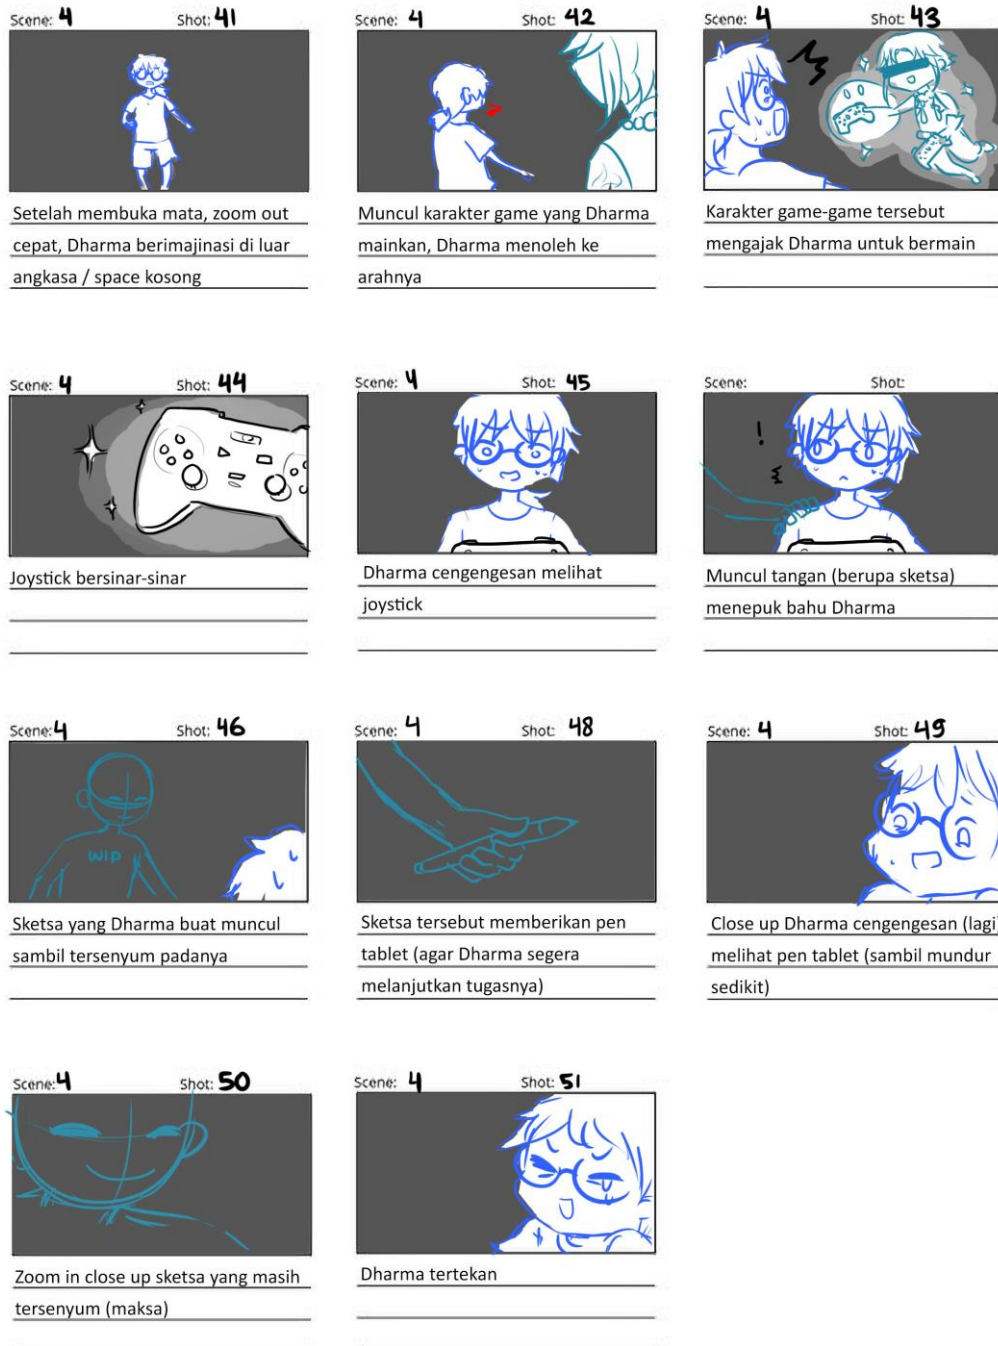 Scene: 4 Shot: 41
Setelah membuka mata, zoom out
cepat, Dharma berimajinasi di luar
angkasa / space kosong
Scene: 4 Shot: 42
Muncul karakter game yang Dharma
mainkan, Dharma menoleh ke
arahnya
Scene: 4 Shot: 43
Karakter game-game tersebut
mengajak Dharma untuk bermain
Scene: 4 Shot: 44
Joystick bersinar-sinar
Scene: 4 Shot: 45
Dharma cengengesan melihat
joystick
Scene: Shot:
!
Muncul tangan (berupa sketsa)
menepuk bahu Dharma
Scene: 4 Shot: 46
WIP
Sketsa yang Dharma buat muncul
sambil tersenyum padanya
Scene: 4 Shot: 48
Sketsa tersebut memberikan pen
tablet (agar Dharma segera
melanjutkan tugasnya)
Scene: 4 Shot: 49
Close up Dharma cengengesan (lagi)
melihat pen tablet (sambil mundur
sedikit)
Scene: 4 Shot: 50
Zoom in close up sketsa yang masih
tersenyum (maksa)
Scene: 4 Shot: 51
Dharma tertekan